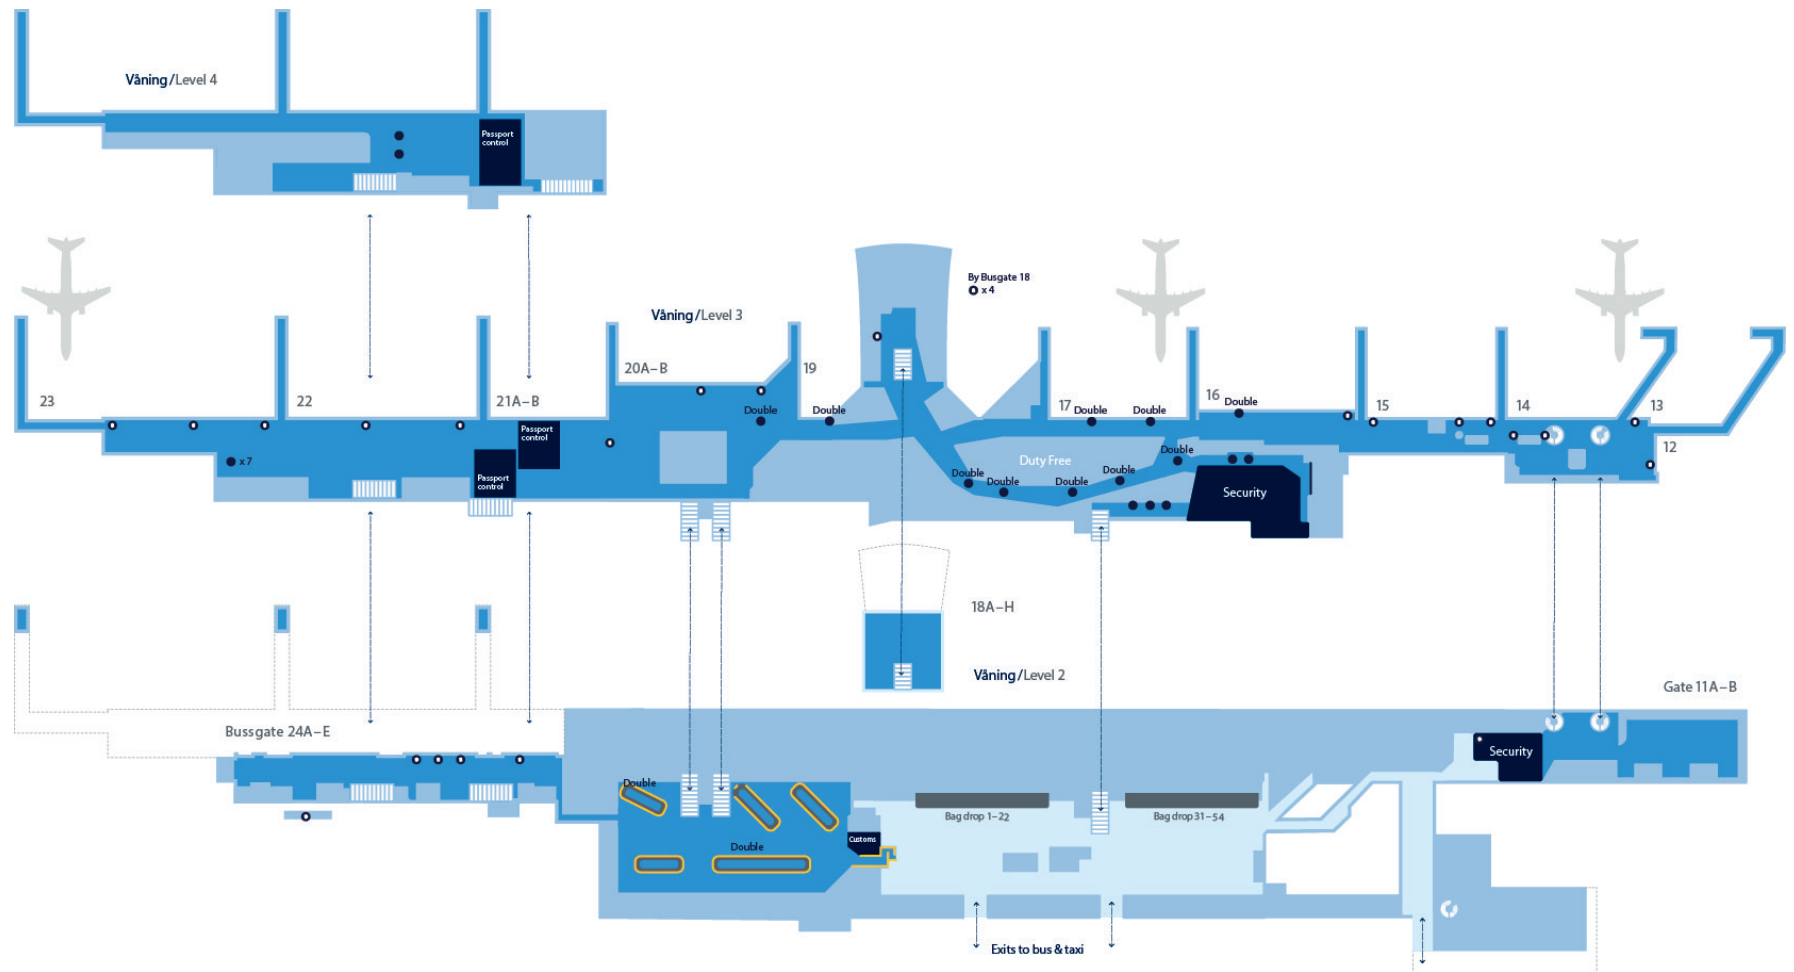 Våning/Level 4
Passport
control
By Busgate 18
x 4
Våning/Level 3
20A–B
19
23
22
21A–B
17
Double
Double
16
Double
15
14
13
12
Double
Double
Passport
control
x 7
Passport
control
Duty Free
Double
Double
Double
Double
Double
Security
18A–H
Våning/Level 2
Gate 11A–B
Bussgate 24A–E
Security
Double
Bag drop 1–22
Bag drop 31–54
Customs
Double
Exits to bus & taxi